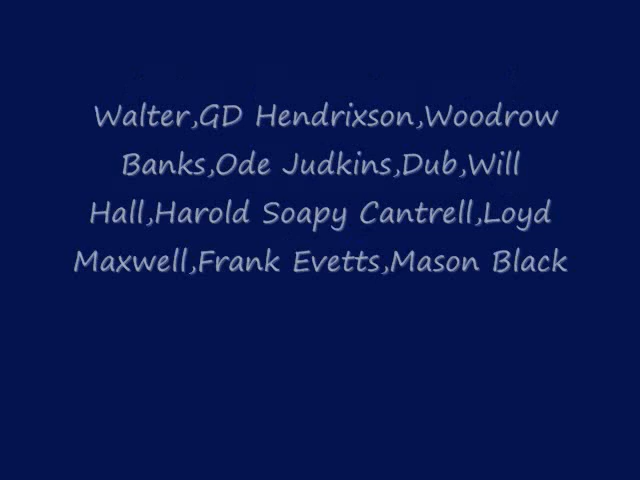 Walter,GD Hendrixson,Woodrow
Banks,Ode Judkins,Dub,Will
Hall,Harold Soapy Cantrell,Loyd
Maxwell,Frank Evetts,Mason Black